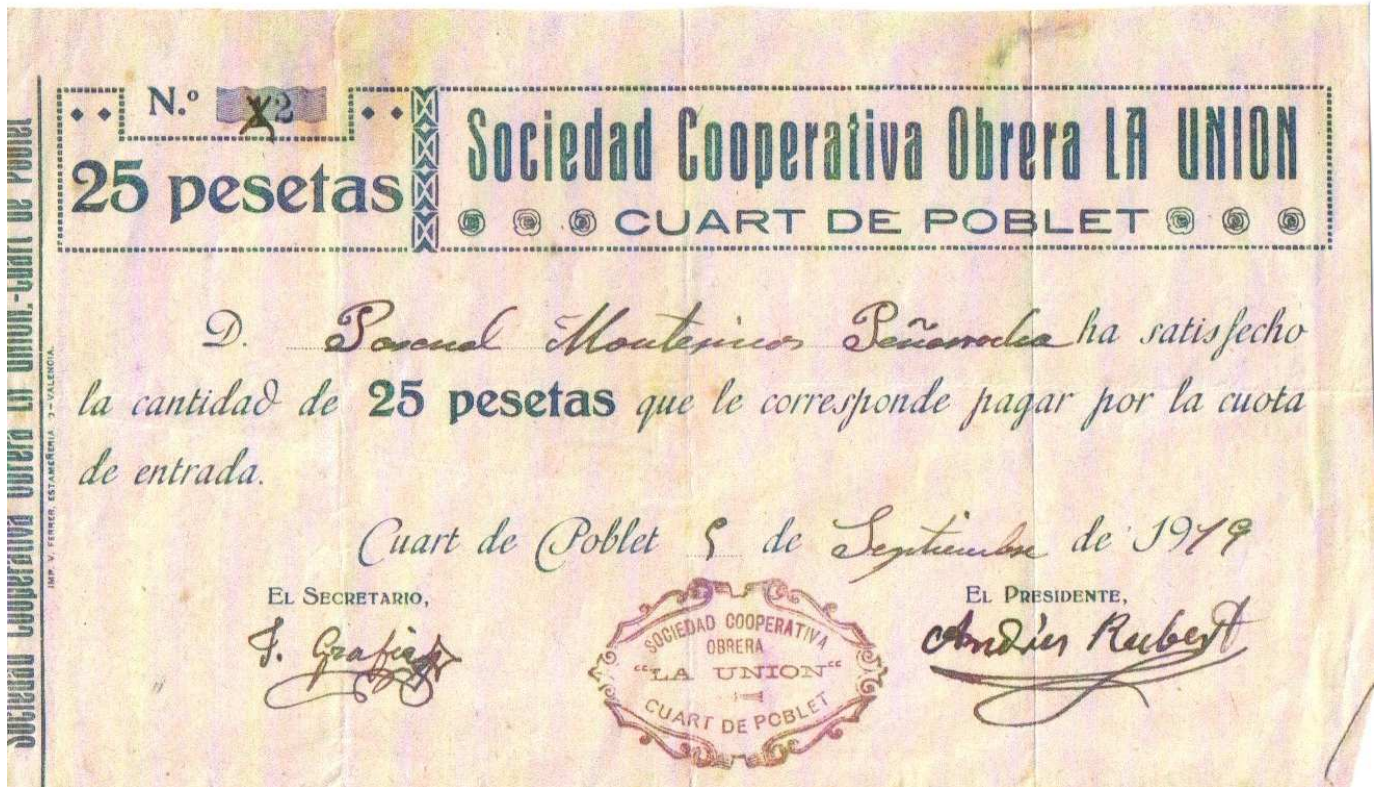 N.º 2
25 pesetas
Sociedad Cooperativa Obrera LA UNION
CUART DE POBLET
D. Pascual Montesinos Peñarrocha ha satisfecho
la cantidad de 25 pesetas que le corresponde pagar por la cuota
de entrada.
Cuart de Poblet 5 de Septiembre de 1919
EL SECRETARIO,
F. Grafiá
SOCIEDAD COOPERATIVA
OBRERA
"LA UNION"
CUART DE POBLET
EL PRESIDENTE,
Andrés Rubert
Sociedad Cooperativa Obrera LA UNION.-Cuart de Poblet
IMP. V. FERRER, ESTAMEÑERIA 3-VALENCIA.